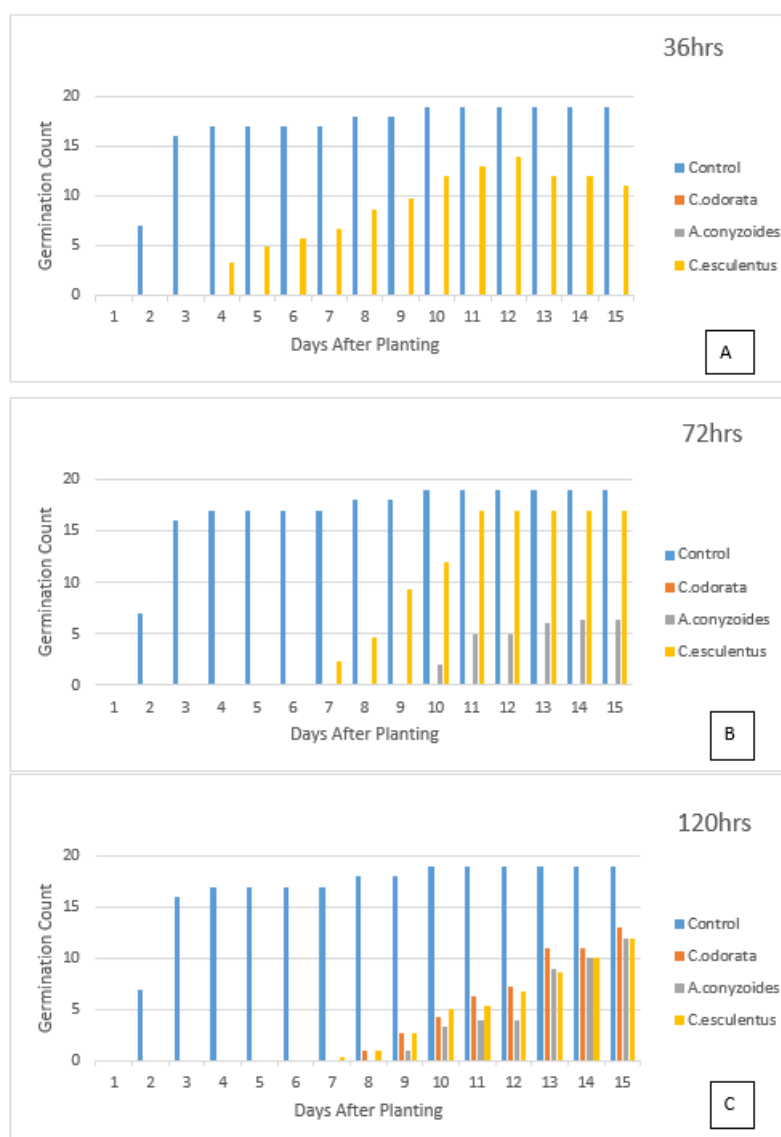 36hrs
20
15
10
5
0
Germination Count
1 2 3 4 5 6 7 8 9 10 11 12 13 14 15
Days After Planting
Control
C.odorata
A.conyzoides
C.esculentus
A
72hrs
20
15
10
5
0
Germination Count
1 2 3 4 5 6 7 8 9 10 11 12 13 14 15
Days After Planting
Control
C.odorata
A.conyzoides
C.esculentus
B
120hrs
20
15
10
5
0
Germination Count
1 2 3 4 5 6 7 8 9 10 11 12 13 14 15
Days After Planting
Control
C.odorata
A.conyzoides
C.esculentus
C